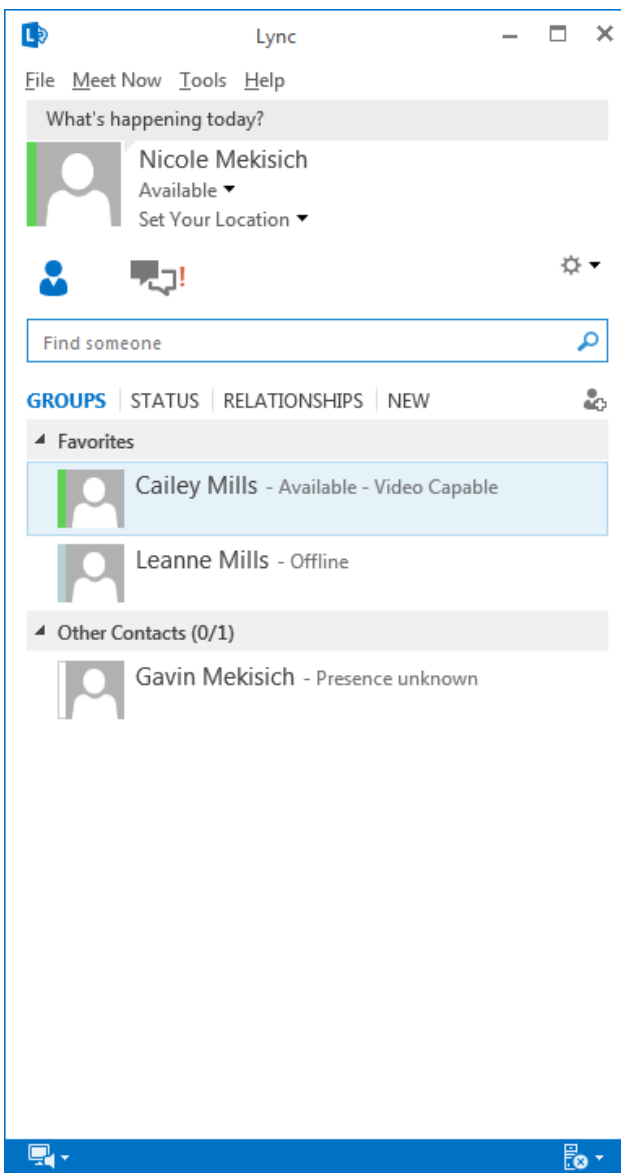 Lync
File Meet Now Tools Help
What's happening today?
Nicole Mekisich
Available
Set Your Location
!
Find someone
GROUPS STATUS RELATIONSHIPS NEW
Favorites
Cailey Mills - Available - Video Capable
Leanne Mills - Offline
Other Contacts (0/1)
Gavin Mekisich - Presence unknown